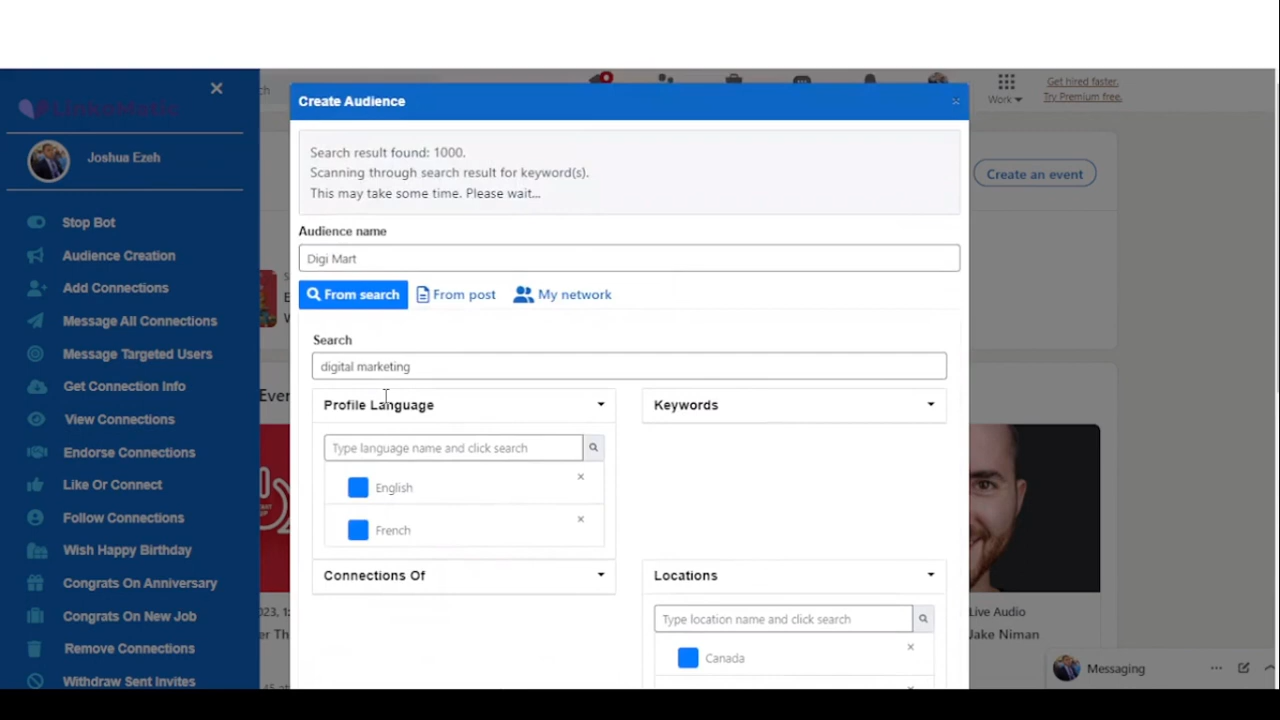 Create Audience
Work
Get hired faster.
Try Premium free.
Joshua Ezeh
Search result found: 1000.
Scanning through search result for keyword(s).
This may take some time. Please wait...
Create an event
Stop Bot
Audience Creation
Add Connections
Message All Connections
Message Targeted Users
Get Connection Info
View Connections
Endorse Connections
Like Or Connect
Follow Connections
Wish Happy Birthday
Congrats On Anniversary
Congrats On New Job
Remove Connections
Withdraw Sent Invites
Audience name
Digi Mart
From search
From post
My network
Search
digital marketing
Profile Language
Keywords
Type language name and click search
English
French
Connections Of
Locations
Type location name and click search
Canada
Live Audio
Jake Niman
Messaging